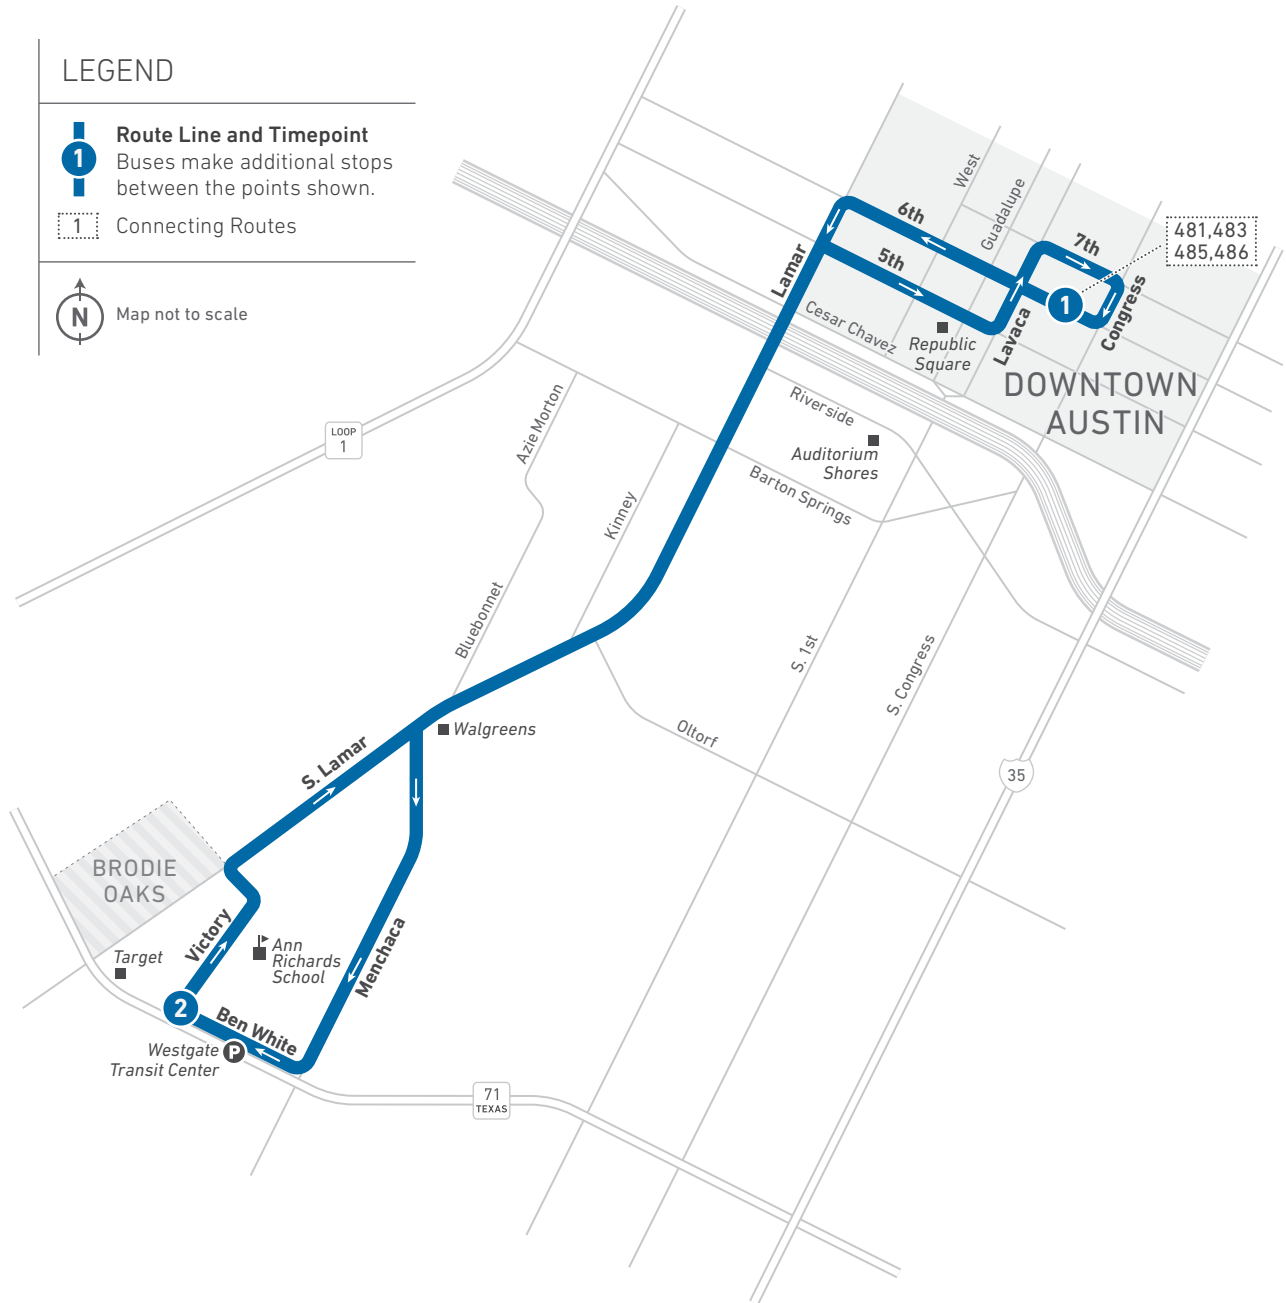 LEGEND
1
Route Line and Timepoint
Buses make additional stops
between the points shown.
1
Connecting Routes
N
Map not to scale
LOOP
1
West
Guadalupe
6th
5th
7th
481,483
485,486
1
Lamar
Cesar Chavez
Republic
Square
Lavaca
Congress
DOWNTOWN
AUSTIN
Riverside
Auditorium
Shores
Barton Springs
Azie Morton
Kinney
Bluebonnet
S. 1st
S. Congress
Walgreens
Oltorf
S. Lamar
35
BRODIE
OAKS
Victory
Target
Ann
Richards
School
Menchaca
2
Ben White
Westgate
Transit Center
P
71
TEXAS